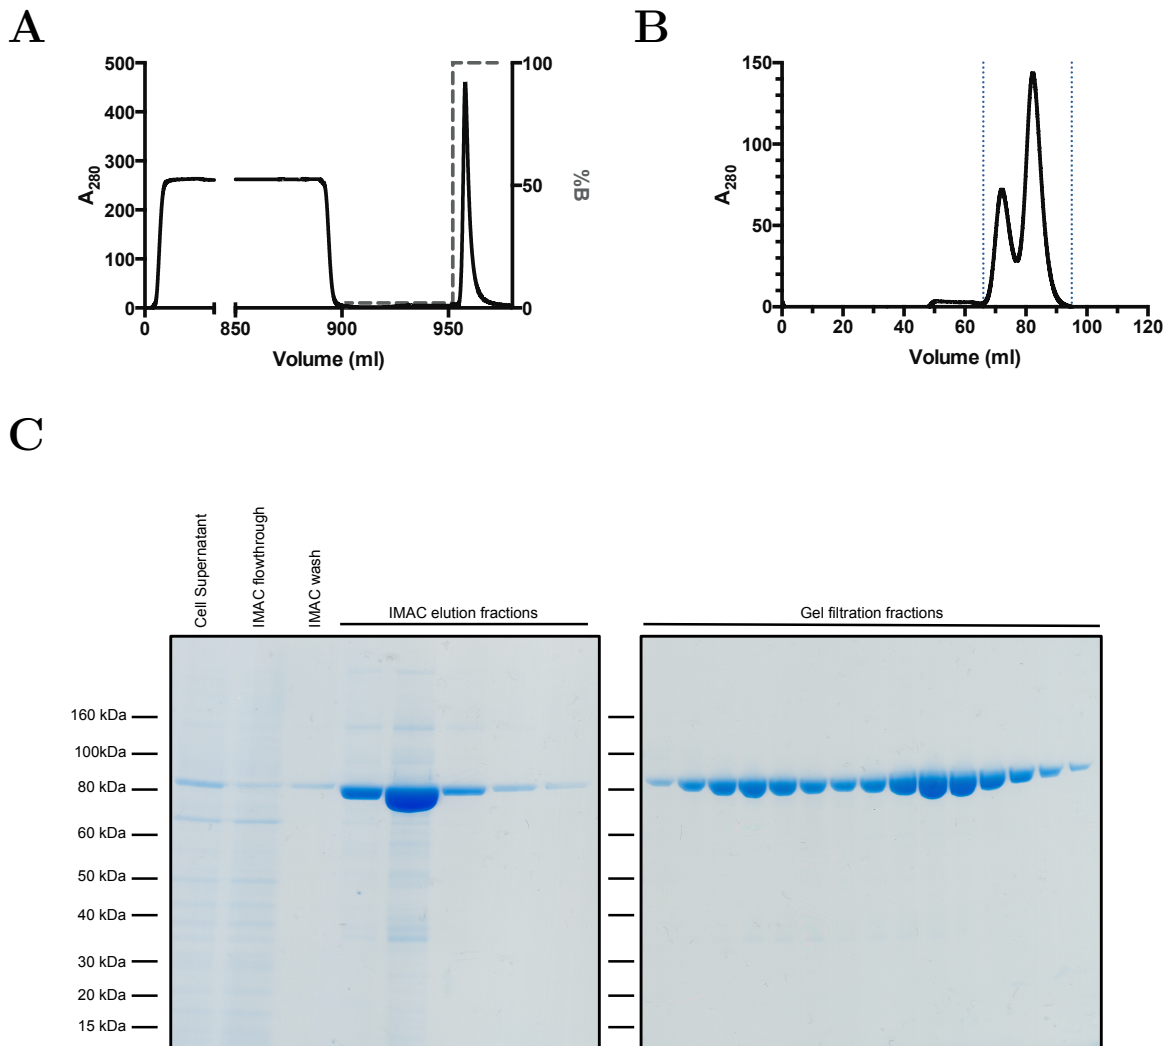 A
B
500
400
300
200
100
0
A280
100
50
0
%B
0
850
900
950
Volume (ml)
150
100
50
0
A280
0
20
40
60
80
100
120
Volume (ml)
C
Cell Supernatant
IMAC flowthrough
IMAC wash
IMAC elution fractions
Gel filtration fractions
160 kDa
100kDa
80 kDa
60 kDa
50 kDa
40 kDa
30 kDa
20 kDa
15 kDa